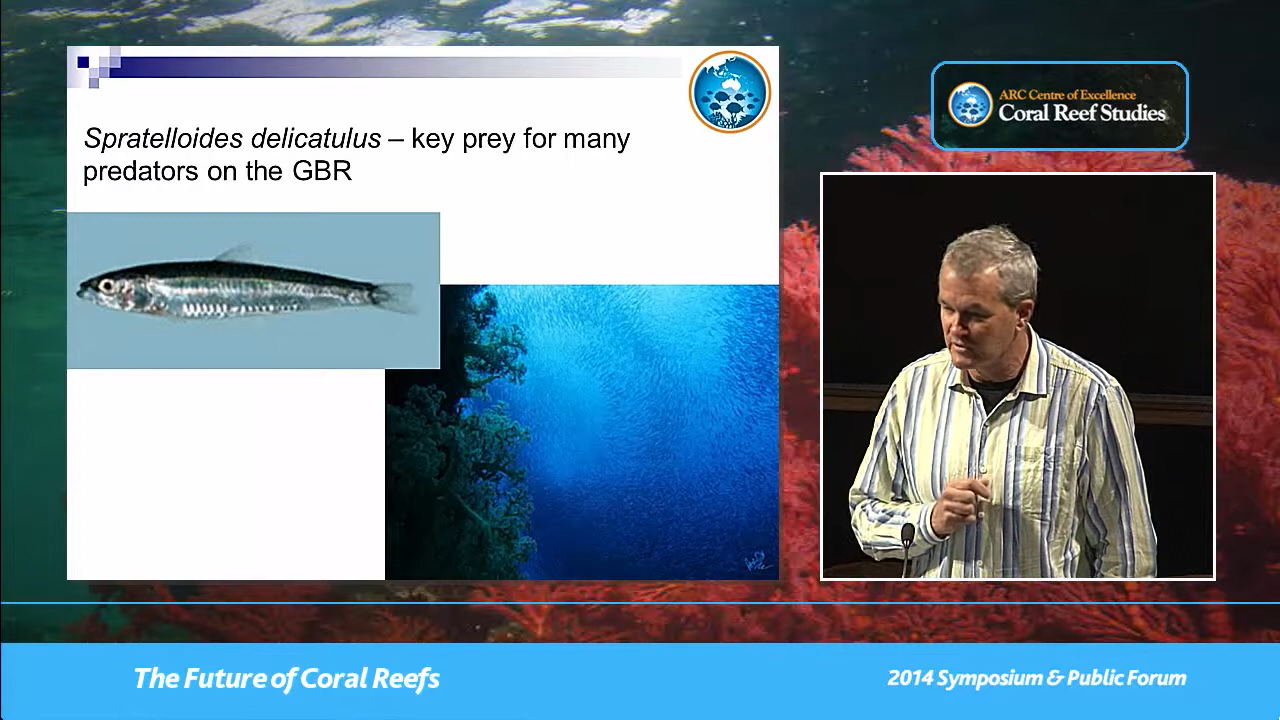 Spratelloides delicatulus – key prey for many
predators on the GBR
ARC Centre of Excellence
Coral Reef Studies
The Future of Coral Reefs
2014 Symposium & Public Forum